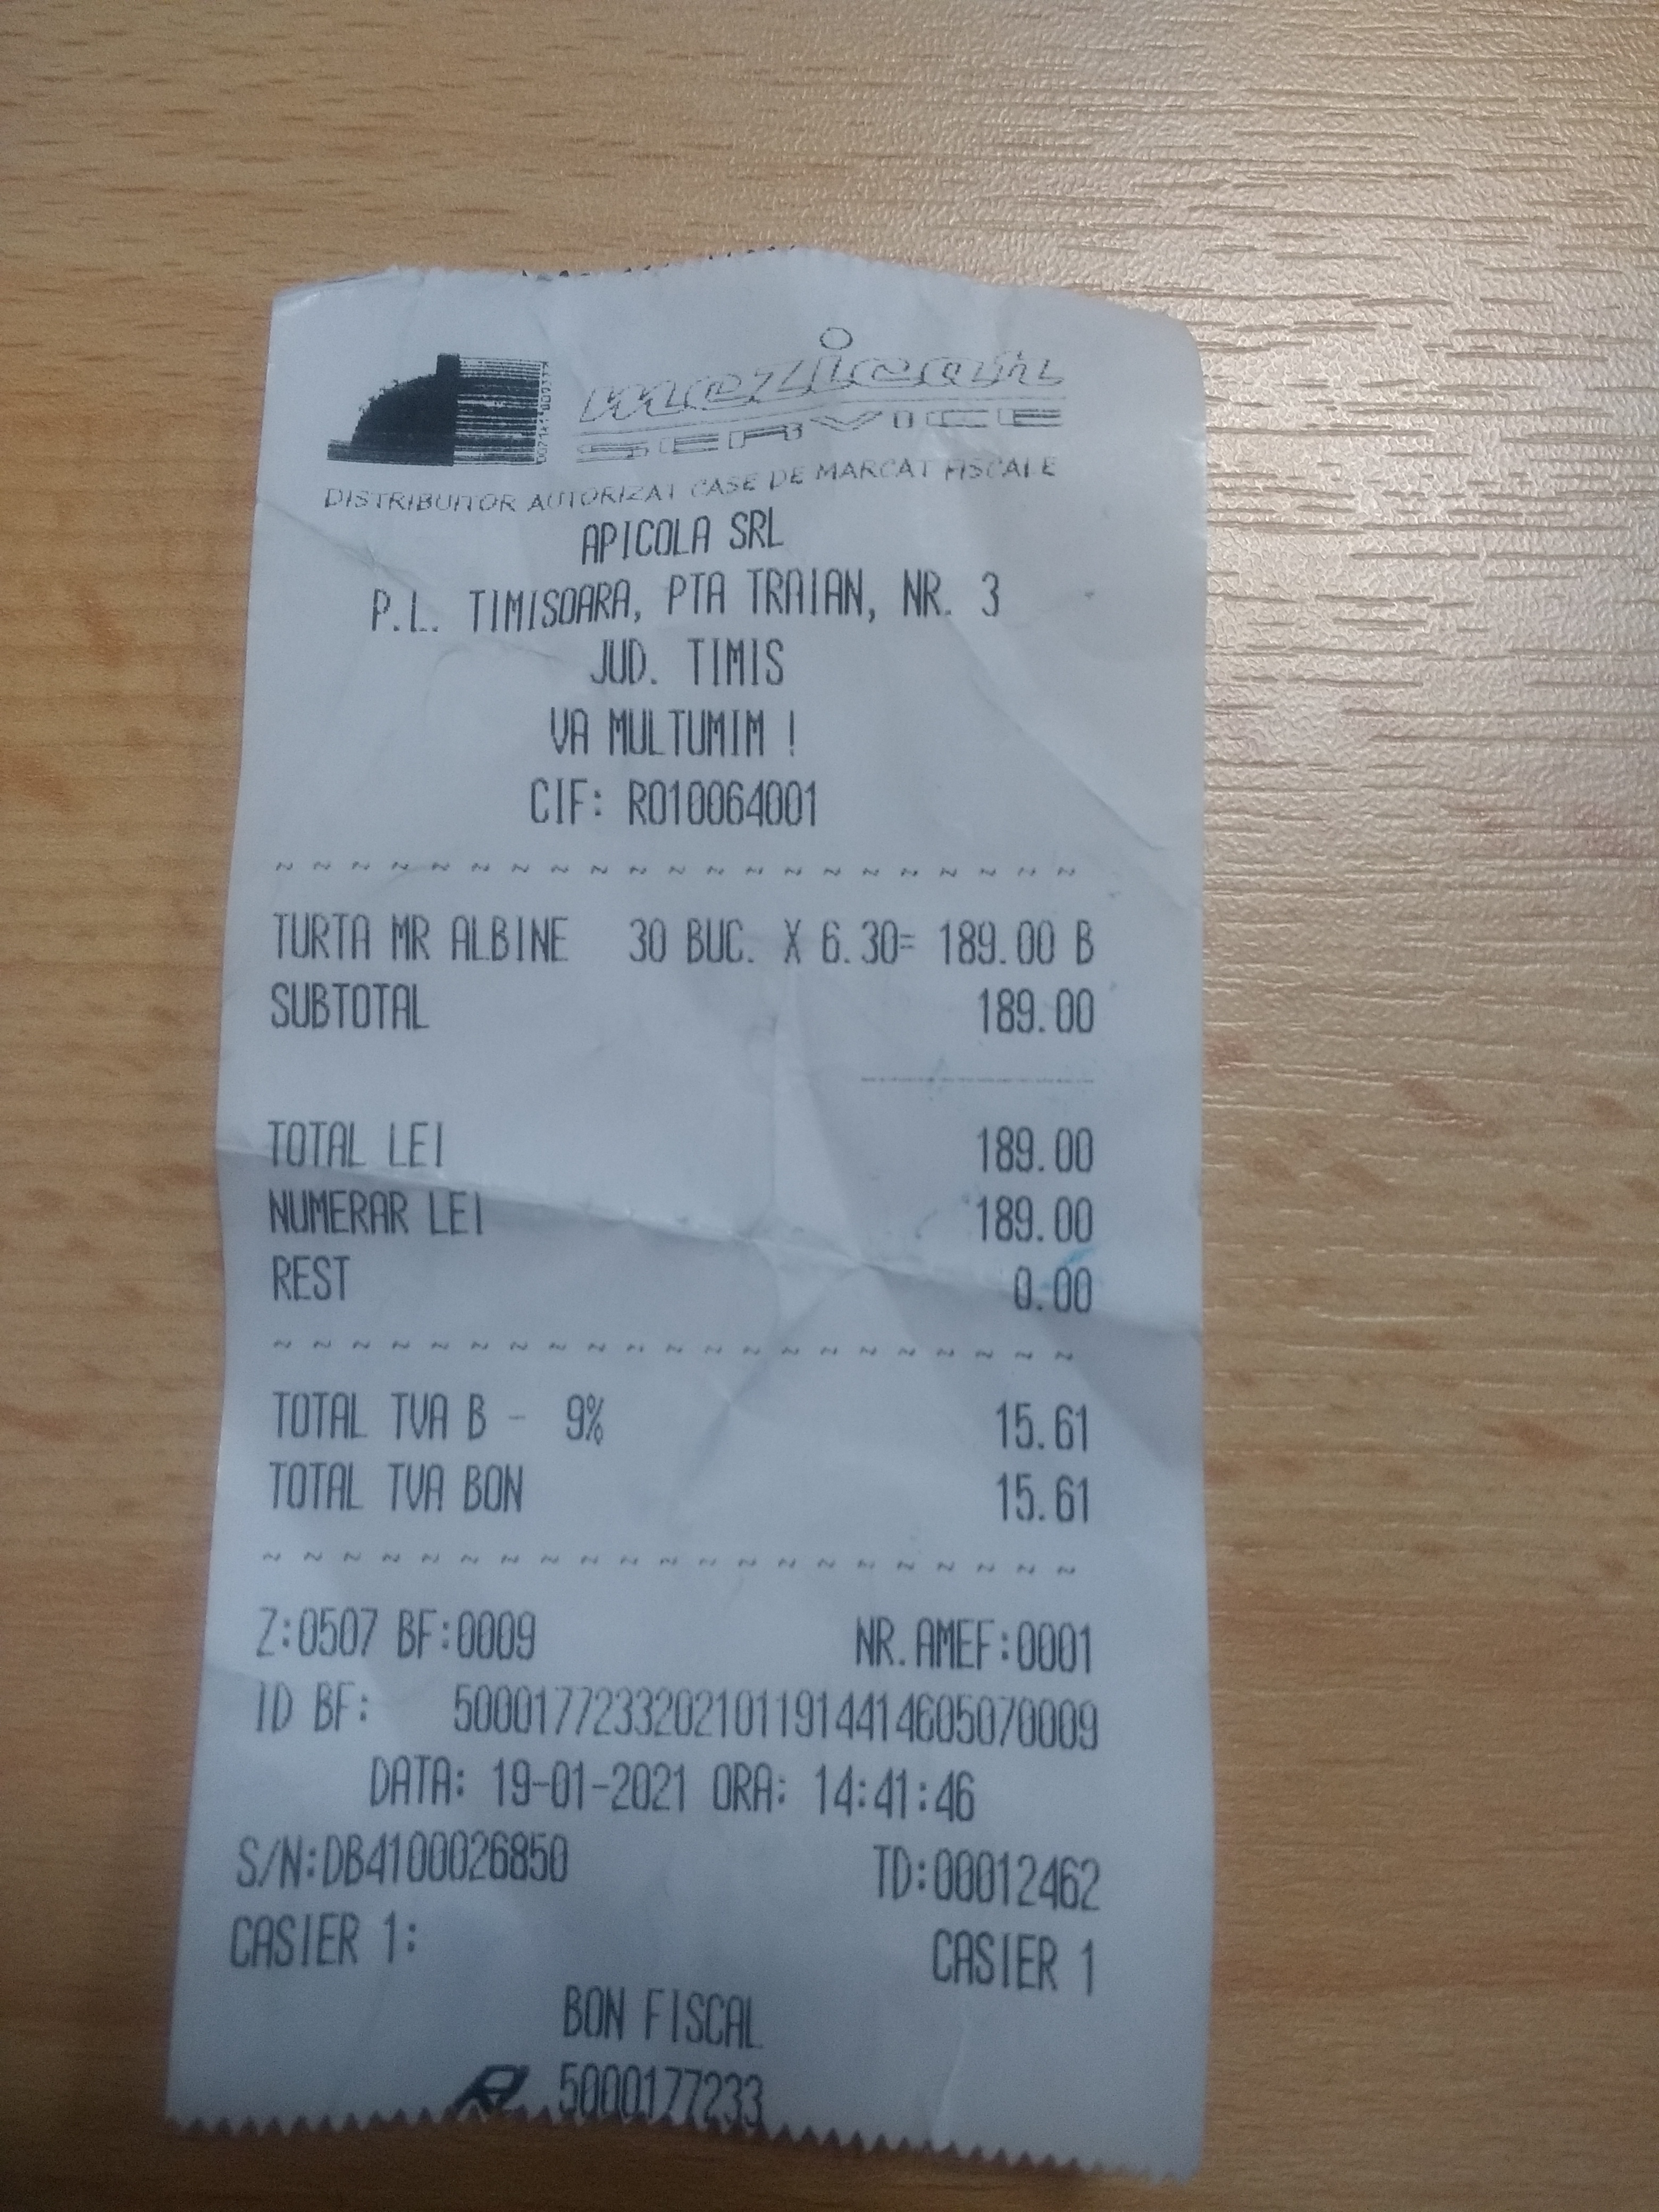 SERVICE
DISTRIBUITOR AUTORIZAT CASE DE MARCAT FISCALE
APICOLA SRL
P.L. TIMISOARA, PTA TRAIAN, NR. 3
JUD. TIMIS
VA MULTUMIM !
CIF: RO10064001
~ ~ ~ ~ ~ ~ ~ ~ ~ ~ ~ ~ ~ ~ ~ ~ ~ ~ ~ ~ ~
TURTA MR ALBINE 30 BUC. X 6.30= 189.00 B
SUBTOTAL 189.00
------------
TOTAL LEI 189.00
NUMERAR LEI 189.00
REST 0.00
~ ~ ~ ~ ~ ~ ~ ~ ~ ~ ~ ~ ~ ~ ~ ~ ~ ~ ~ ~ ~
TOTAL TVA B - 9% 15.61
TOTAL TVA BON 15.61
~ ~ ~ ~ ~ ~ ~ ~ ~ ~ ~ ~ ~ ~ ~ ~ ~ ~ ~ ~ ~
Z:0507 BF:0009 NR.AMEF:0001
ID BF: 50001772332021011914414605070009
DATA: 19-01-2021 ORA: 14:41:46
S/N:DB4100026850 TD:00012462
CASIER 1: CASIER 1
BON FISCAL
5000177233